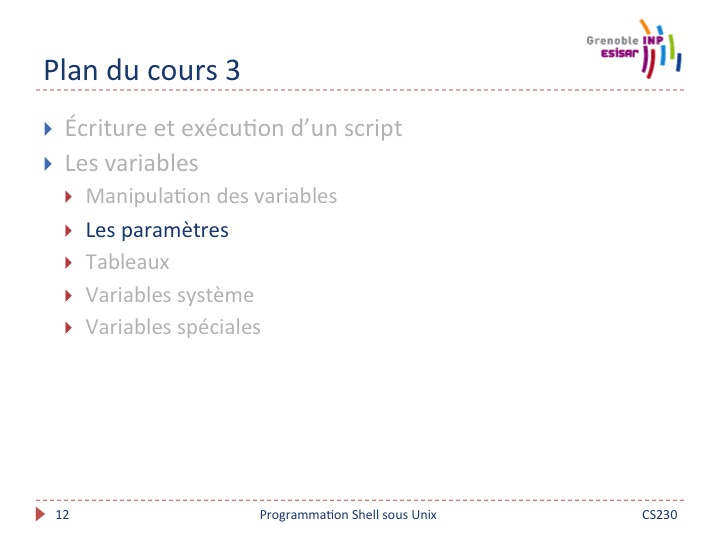 Plan du cours 3
Grenoble INP
ESISAR
Écriture et exécution d’un script
Les variables
Manipulation des variables
Les paramètres
Tableaux
Variables système
Variables spéciales
12 Programmation Shell sous Unix CS230